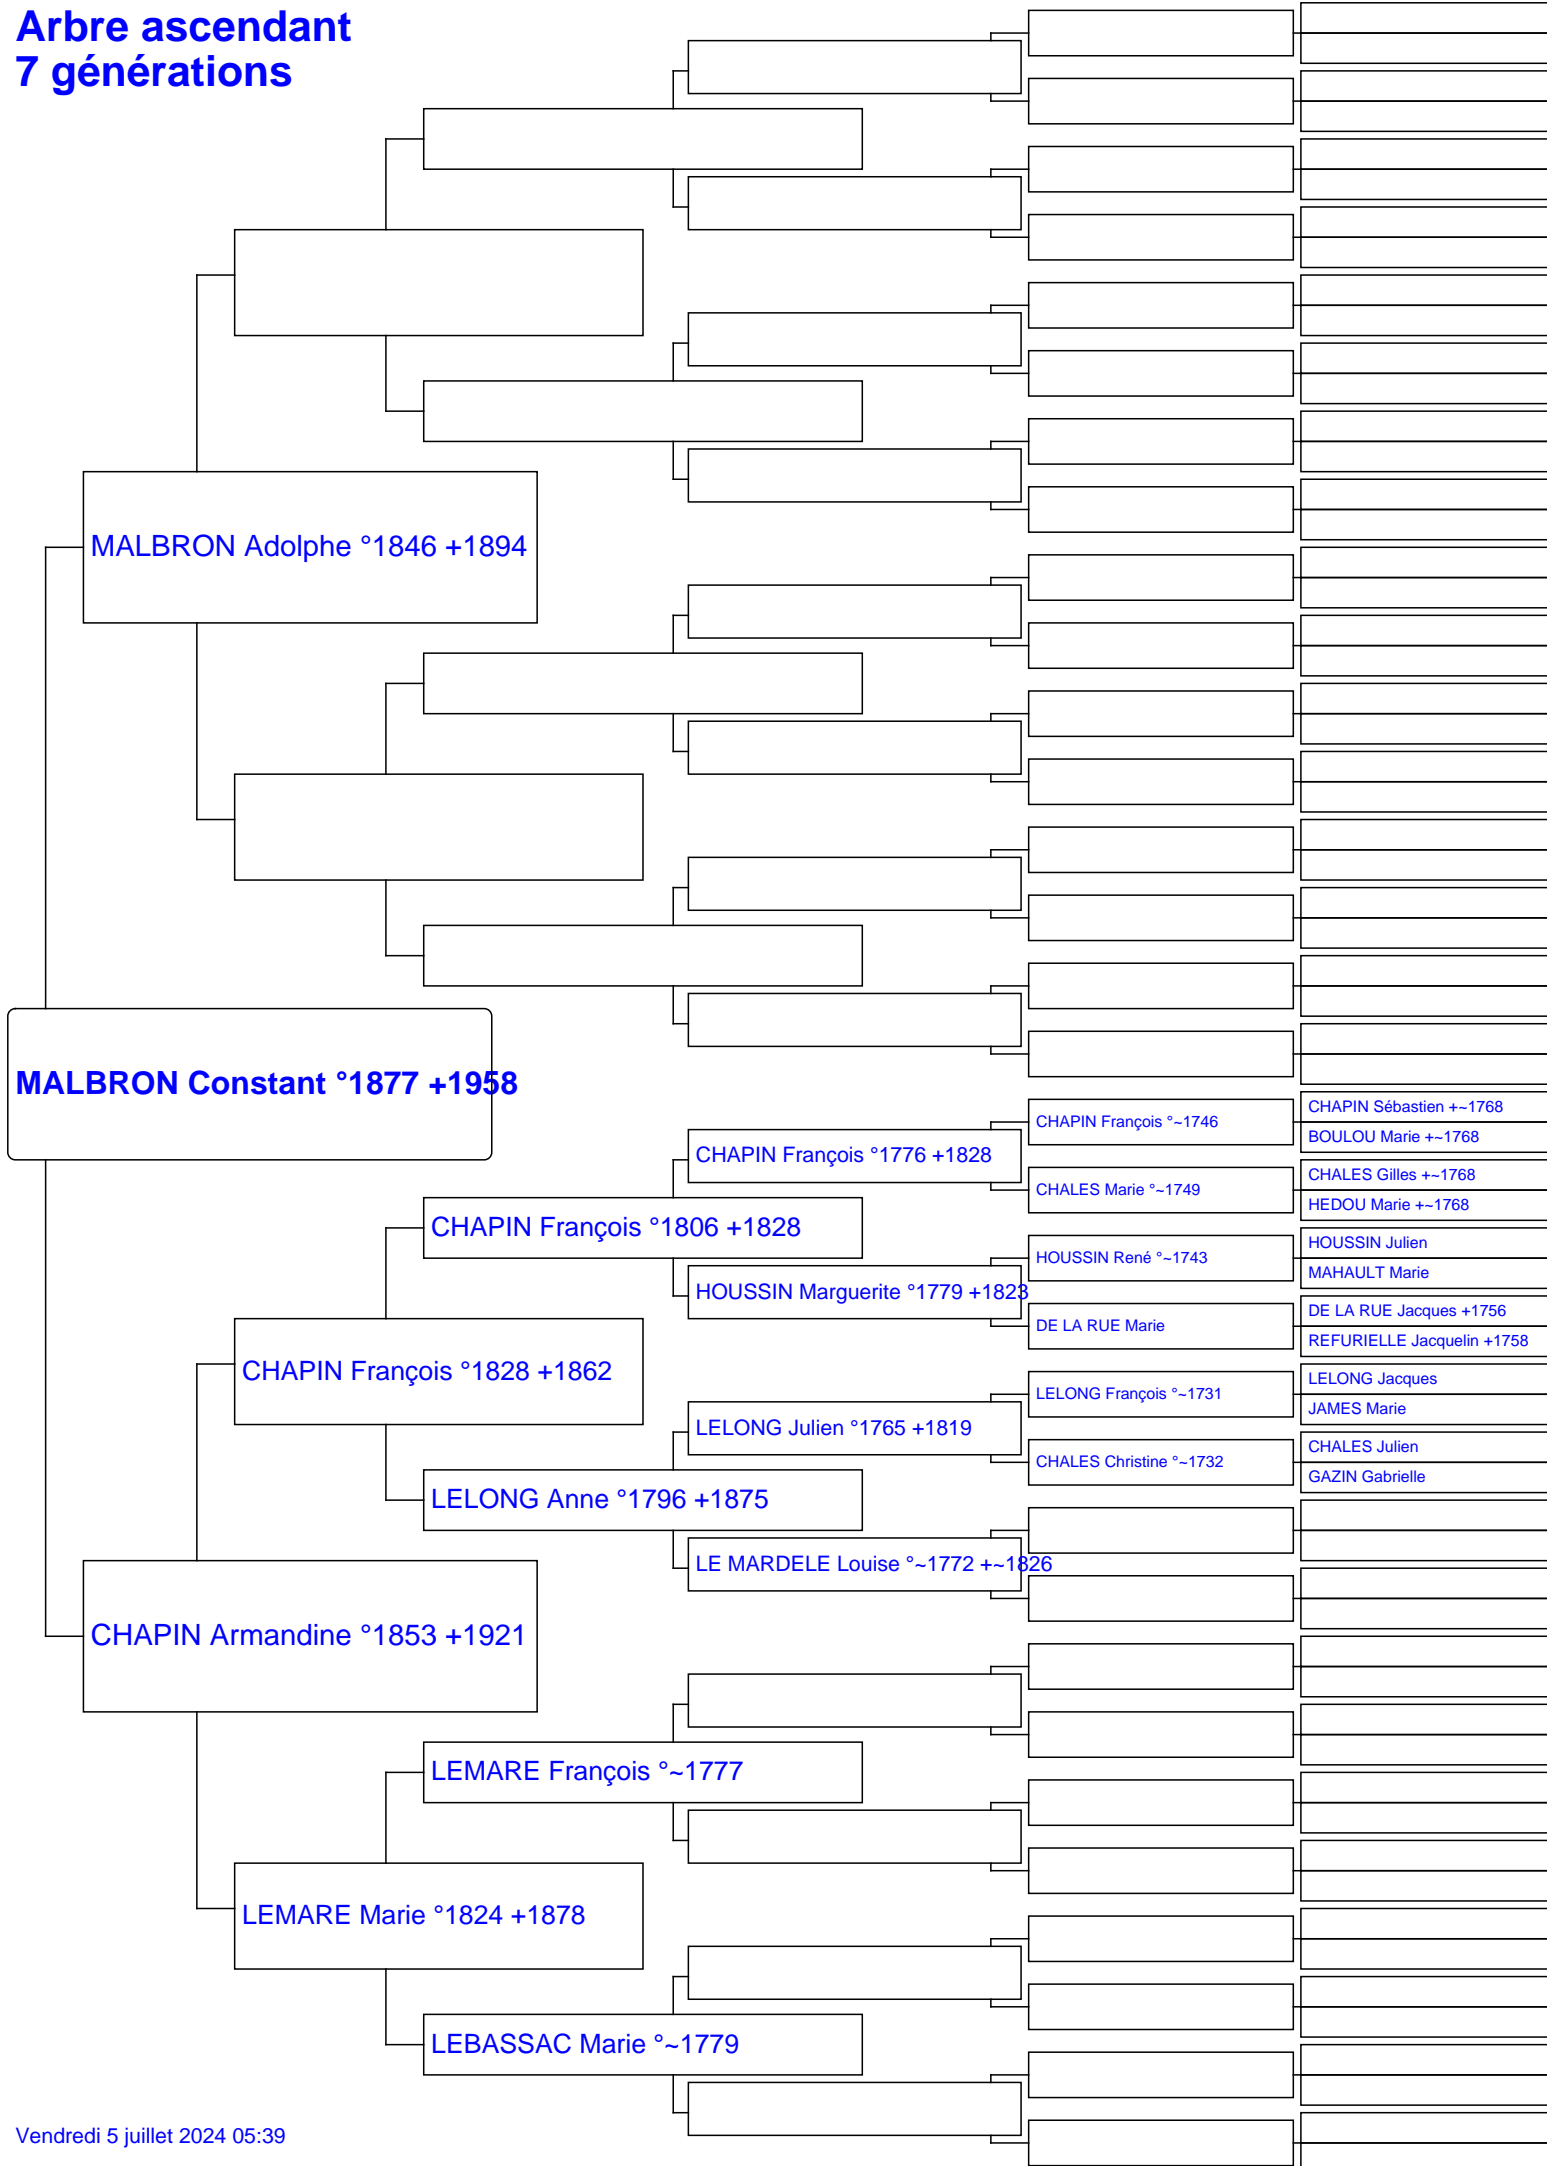 Arbre ascendant
7 générations
MALBRON Adolphe °1846 +1894
MALBRON Constant °1877 +1958
CHAPIN Sébastien +~1768
CHAPIN François °~1746
BOULOU Marie +~1768
CHAPIN François °1776 +1828
CHALES Gilles +~1768
CHALES Marie °~1749
HEDOU Marie +~1768
CHAPIN François °1806 +1828
HOUSSIN Julien
HOUSSIN René °~1743
MAHAULT Marie
HOUSSIN Marguerite °1779 +1823
DE LA RUE Jacques +1756
DE LA RUE Marie
REFURIELLE Jacquelin +1758
CHAPIN François °1828 +1862
LELONG Jacques
LELONG François °~1731
JAMES Marie
LELONG Julien °1765 +1819
CHALES Julien
CHALES Christine °~1732
GAZIN Gabrielle
LELONG Anne °1796 +1875
LE MARDELE Louise °~1772 +~1826
CHAPIN Armandine °1853 +1921
LEMARE François °~1777
LEMARE Marie °1824 +1878
LEBASSAC Marie °~1779
Vendredi 5 juillet 2024 05:39